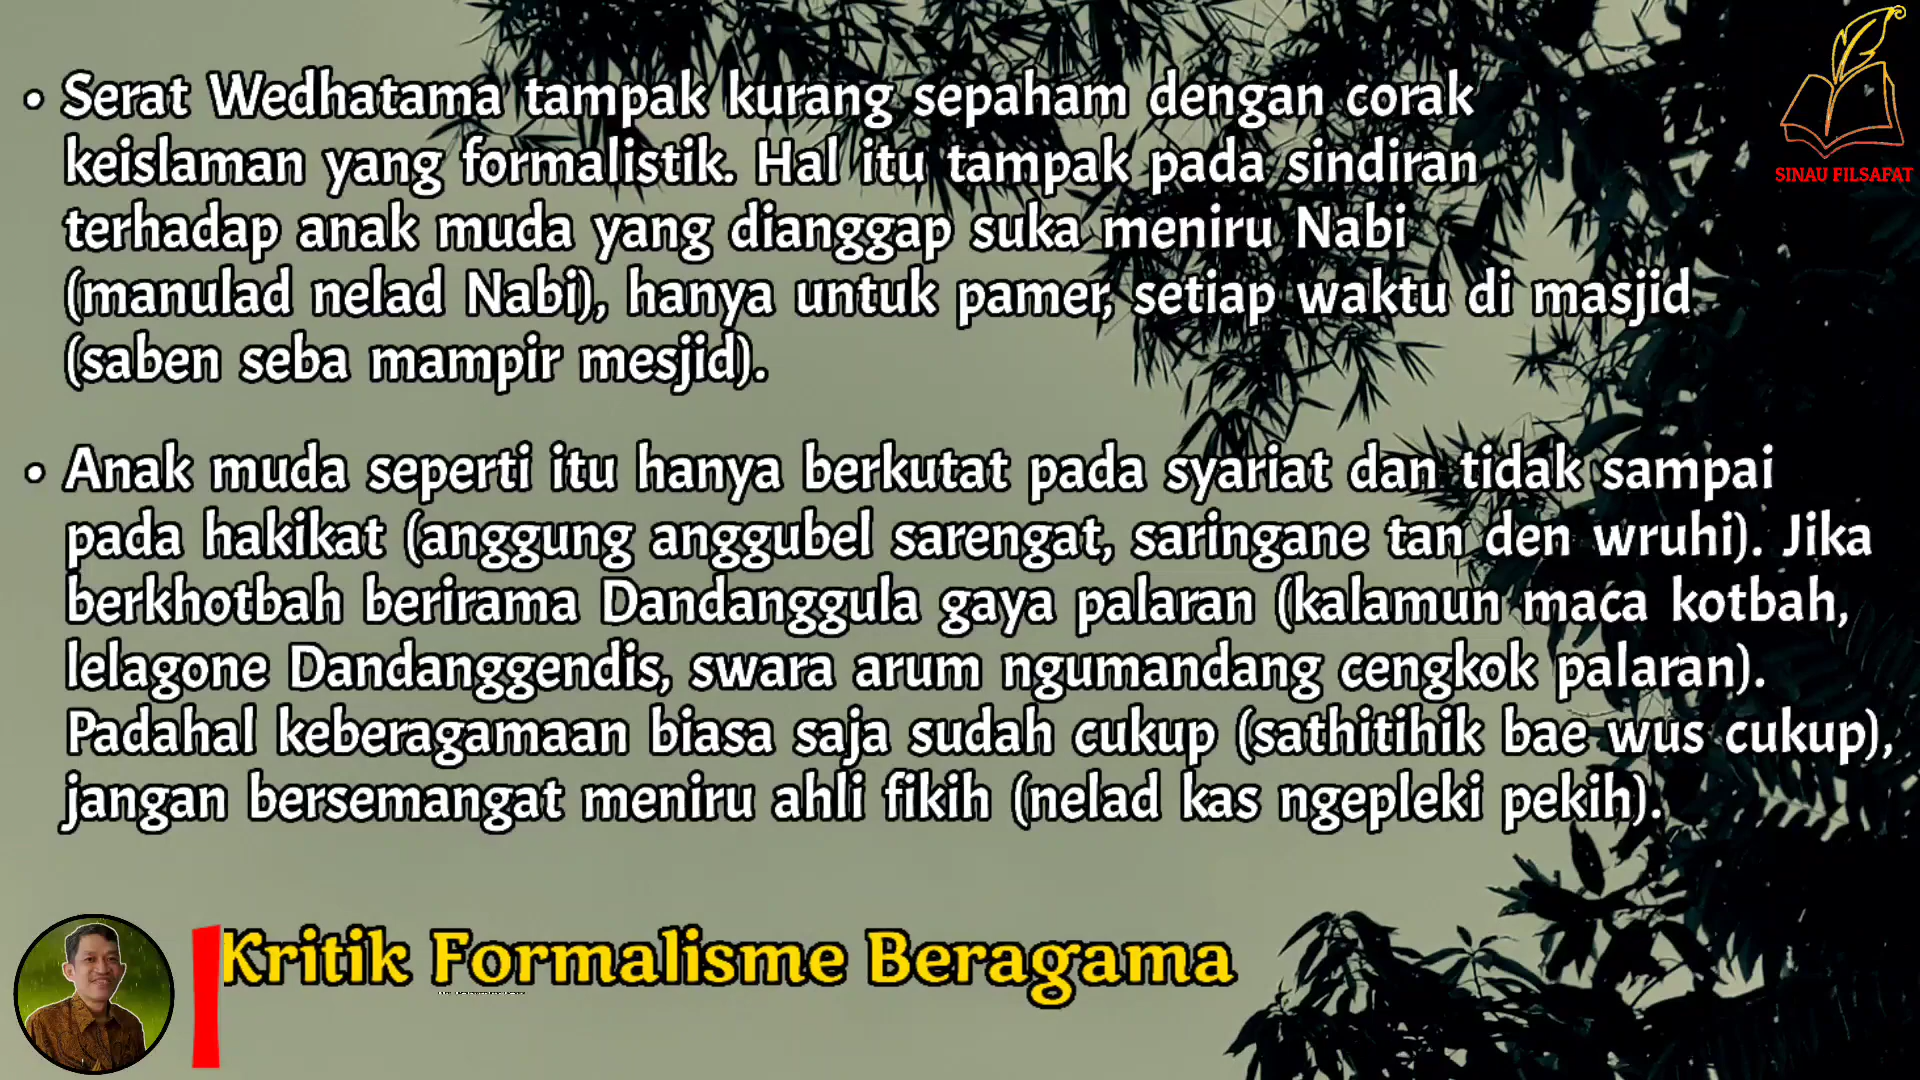 • Serat Wedhatama tampak kurang sepaham dengan corak
keislaman yang formalistik. Hal itu tampak pada sindiran
terhadap anak muda yang dianggap suka meniru Nabi
(manulad nelad Nabi), hanya untuk pamer, setiap waktu di masjid
(saben seba mampir mesjid).
• Anak muda seperti itu hanya berkutat pada syariat dan tidak sampai
pada hakikat (anggung anggubel sarengat, saringane tan den wruhi). Jika
berkhotbah berirama Dandanggula gaya palaran (kalamun maca kotbah,
lelagone Dandanggendis, swara arum ngumandang cengkok palaran).
Padahal keberagamaan biasa saja sudah cukup (sathitihik bae wus cukup),
jangan bersemangat meniru ahli fikih (nelad kas ngepleki pekih).
SINAU FILSAFAT
Kritik Formalisme Beragama